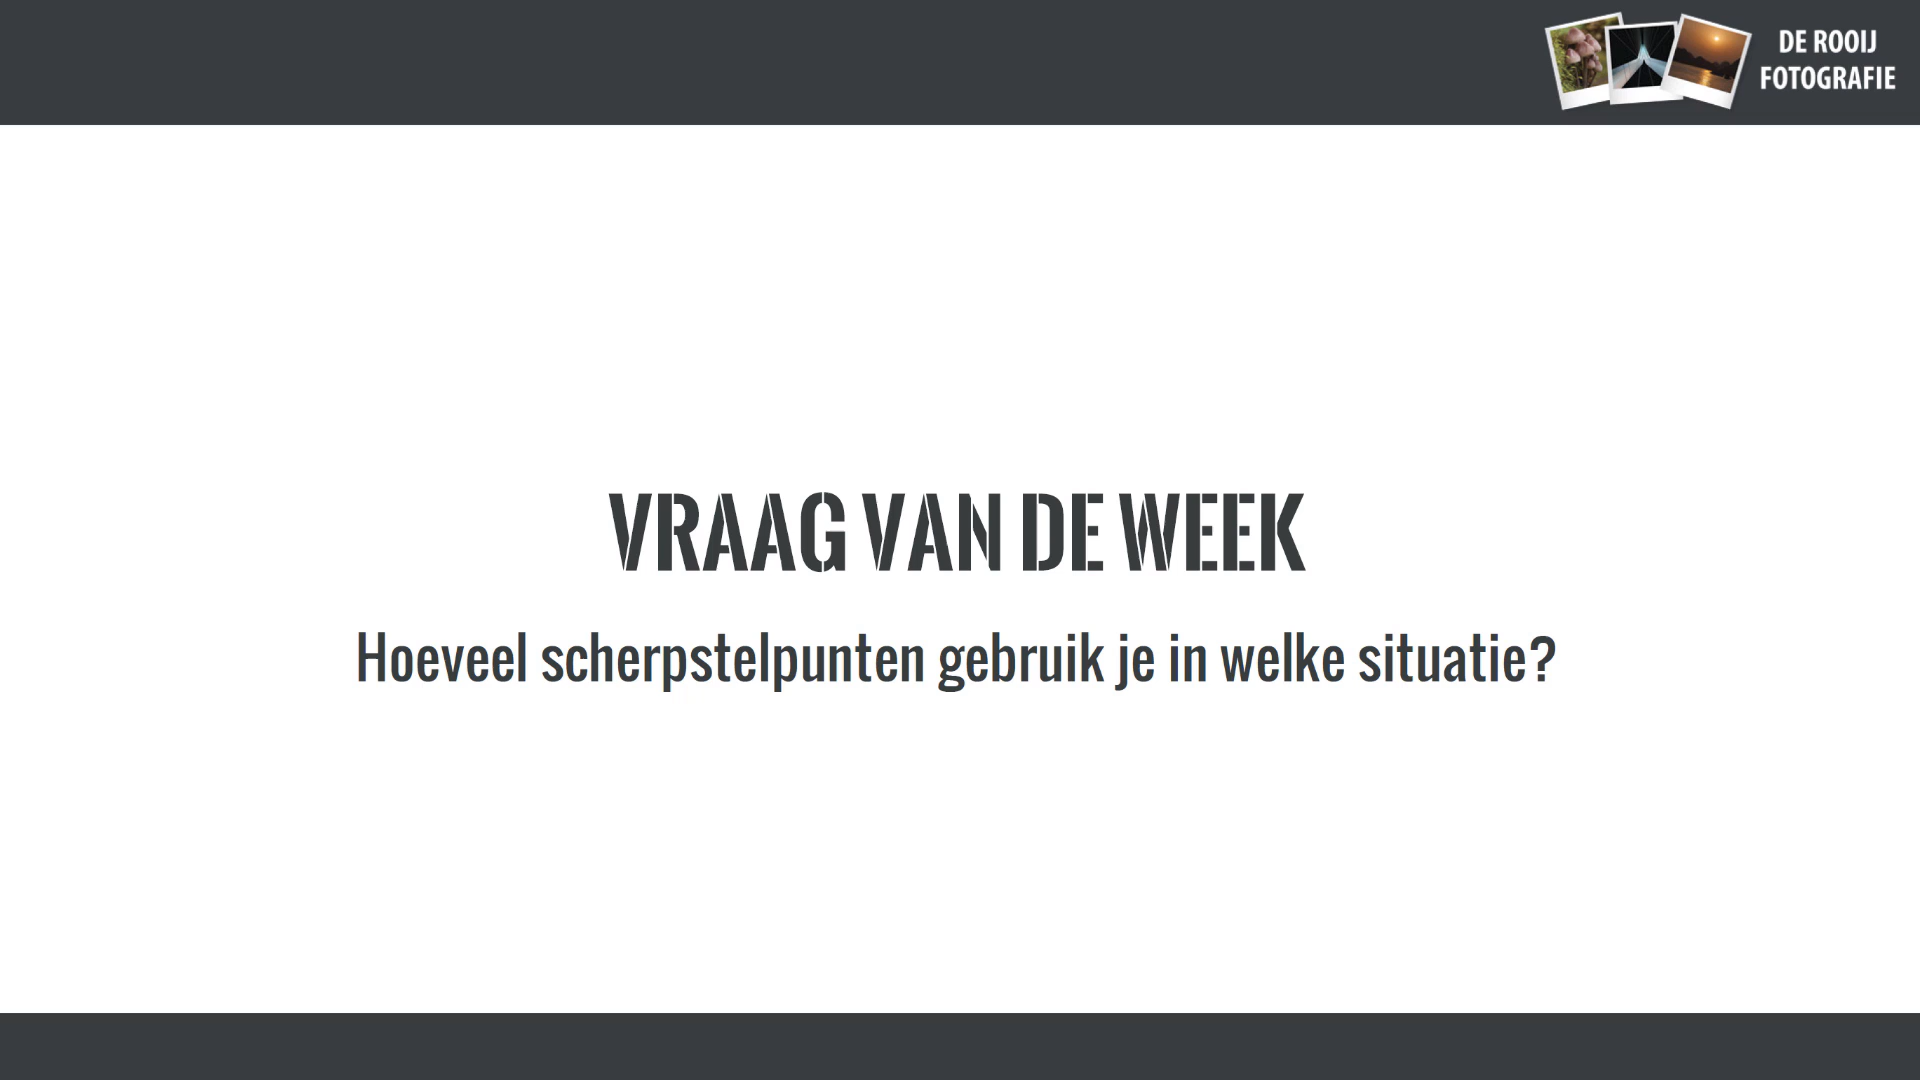 DE ROOIJ
FOTOGRAFIE
VRAAG VAN DE WEEK
Hoeveel scherpstelpunten gebruik je in welke situatie?